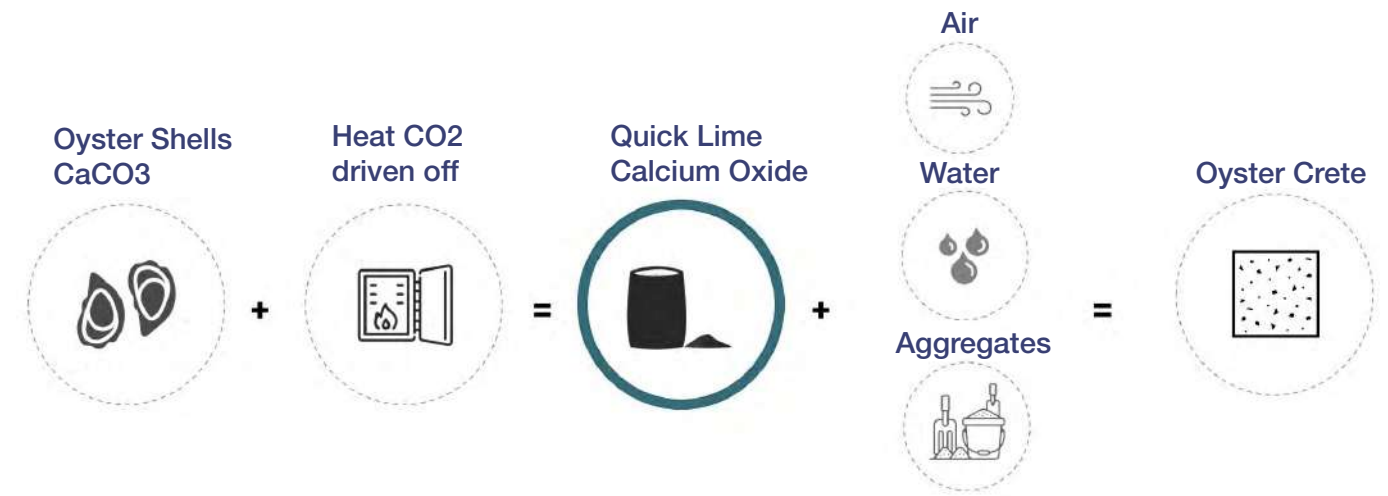 Oyster Shells
CaCO3
+
Heat CO2
driven off
=
Quick Lime
Calcium Oxide
+
Air
Water
Aggregates
=
Oyster Crete